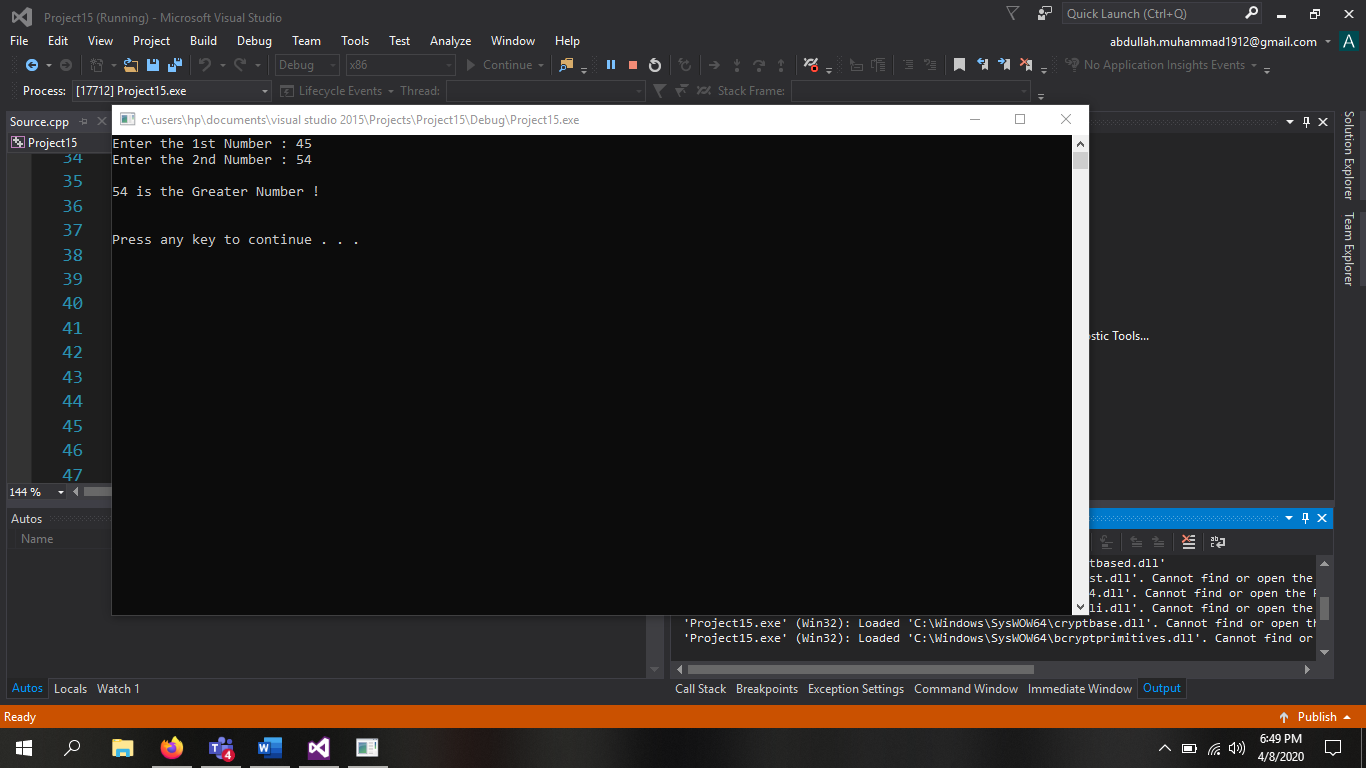 Project15 (Running) - Microsoft Visual Studio
Quick Launch (Ctrl+Q)
File Edit View Project Build Debug Team Tools Test Analyze Window Help
abdullah.muhammad1912@gmail.com A
Debug x86 Continue No Application Insights Events
Process: [17712] Project15.exe Lifecycle Events Thread: Stack Frame:
Source.cpp
c:\users\hp\documents\visual studio 2015\Projects\Project15\Debug\Project15.exe
Project15
Enter the 1st Number : 45
Enter the 2nd Number : 54
54 is the Greater Number !
Press any key to continue . . .
34
35
36
37
38
39
40
41
42
43
44
45
46
47
144 %
Solution Explorer
Team Explorer
stic Tools...
Autos
Name
tbased.dll'
st.dll'. Cannot find or open the
4.dll'. Cannot find or open the P
li.dll'. Cannot find or open the
'Project15.exe' (Win32): Loaded 'C:\Windows\SysWOW64\cryptbase.dll'. Cannot find or open th
'Project15.exe' (Win32): Loaded 'C:\Windows\SysWOW64\bcryptprimitives.dll'. Cannot find or
Autos Locals Watch 1
Call Stack Breakpoints Exception Settings Command Window Immediate Window Output
Ready
Publish
4
6:49 PM
4/8/2020